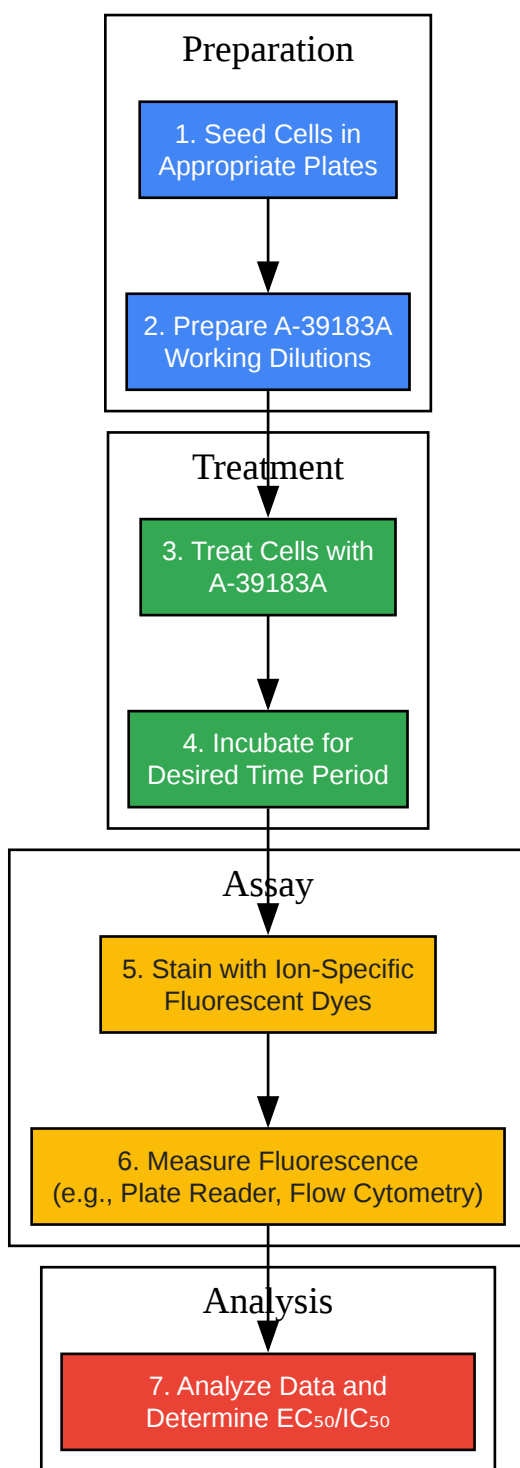 Preparation
1. Seed Cells in
Appropriate Plates
2. Prepare A-39183A
Working Dilutions
Treatment
3. Treat Cells with
A-39183A
4. Incubate for
Desired Time Period
Assay
5. Stain with Ion-Specific
Fluorescent Dyes
6. Measure Fluorescence
(e.g., Plate Reader, Flow Cytometry)
Analysis
7. Analyze Data and
Determine EC₅₀/IC₅₀